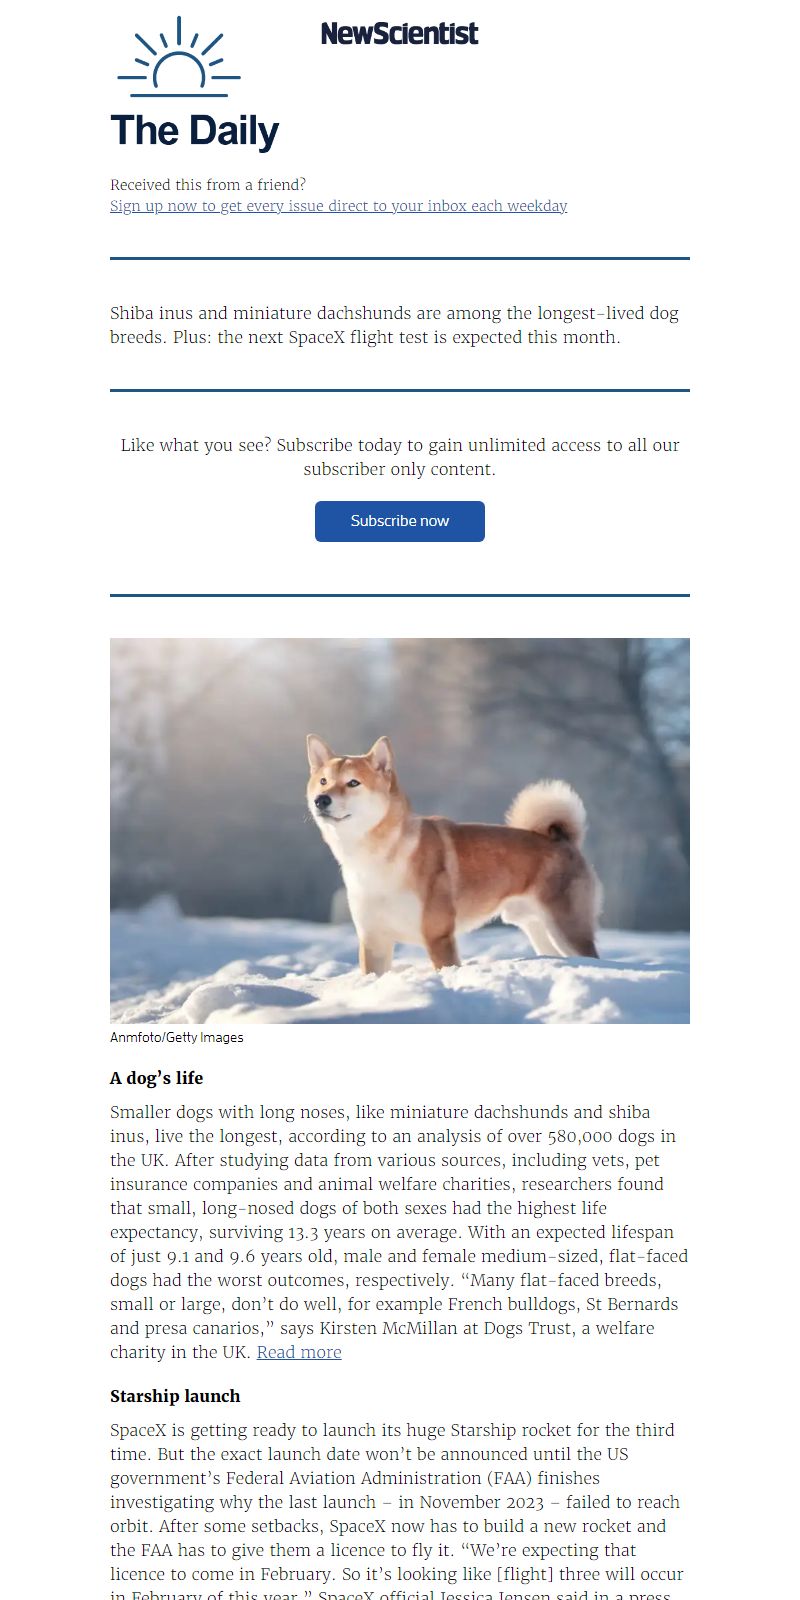 NewScientist
The Daily
Received this from a friend?
Sign up now to get every issue direct to your inbox each weekday
Shiba inus and miniature dachshunds are among the longest-lived dog
breeds. Plus: the next SpaceX flight test is expected this month.
Like what you see? Subscribe today to gain unlimited access to all our
subscriber only content.
Subscribe now
Anmfoto/Getty Images
A dog’s life
Smaller dogs with long noses, like miniature dachshunds and shiba
inus, live the longest, according to an analysis of over 580,000 dogs in
the UK. After studying data from various sources, including vets, pet
insurance companies and animal welfare charities, researchers found
that small, long-nosed dogs of both sexes had the highest life
expectancy, surviving 13.3 years on average. With an expected lifespan
of just 9.1 and 9.6 years old, male and female medium-sized, flat-faced
dogs had the worst outcomes, respectively. “Many flat-faced breeds,
small or large, don’t do well, for example French bulldogs, St Bernards
and presa canarios,” says Kirsten McMillan at Dogs Trust, a welfare
charity in the UK. Read more
Starship launch
SpaceX is getting ready to launch its huge Starship rocket for the third
time. But the exact launch date won’t be announced until the US
government’s Federal Aviation Administration (FAA) finishes
investigating why the last launch – in November 2023 – failed to reach
orbit. After some setbacks, SpaceX now has to build a new rocket and
the FAA has to give them a licence to fly it. “We’re expecting that
licence to come in February. So it’s looking like [flight] three will occur
in February of this year,” SpaceX official Jessica Jensen said in a press